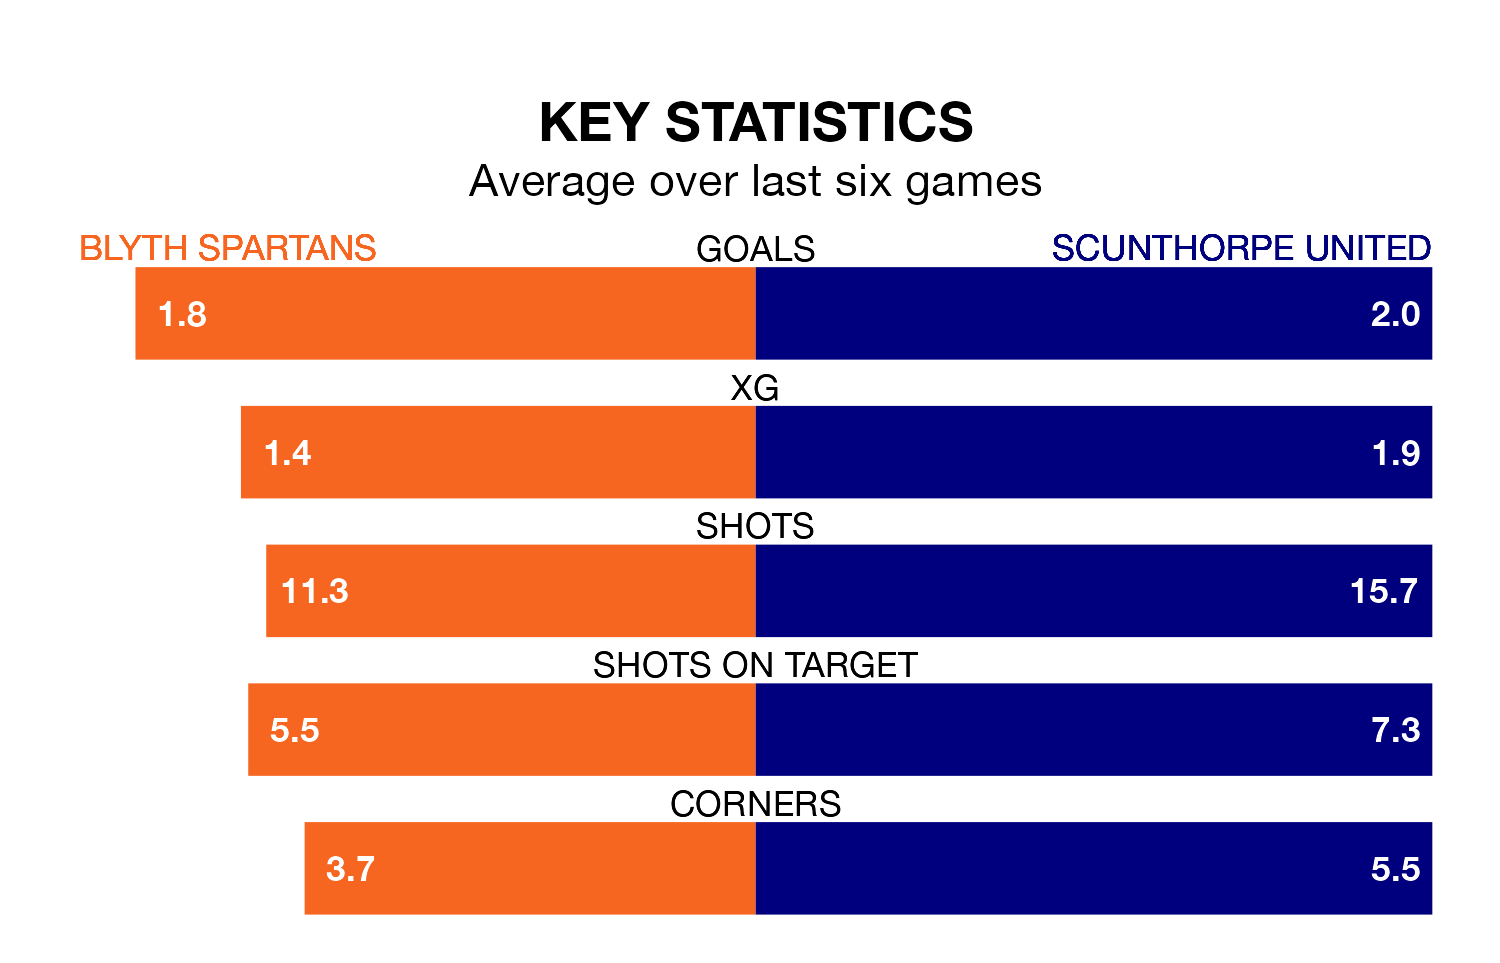 KEY STATISTICS
Average over last six games
BLYTH SPARTANS GOALS SCUNTHORPE UNITED
1.8 2.0
XG
1.4 1.9
SHOTS
11.3 15.7
SHOTS ON TARGET
5.5 7.3
CORNERS
3.7 5.5